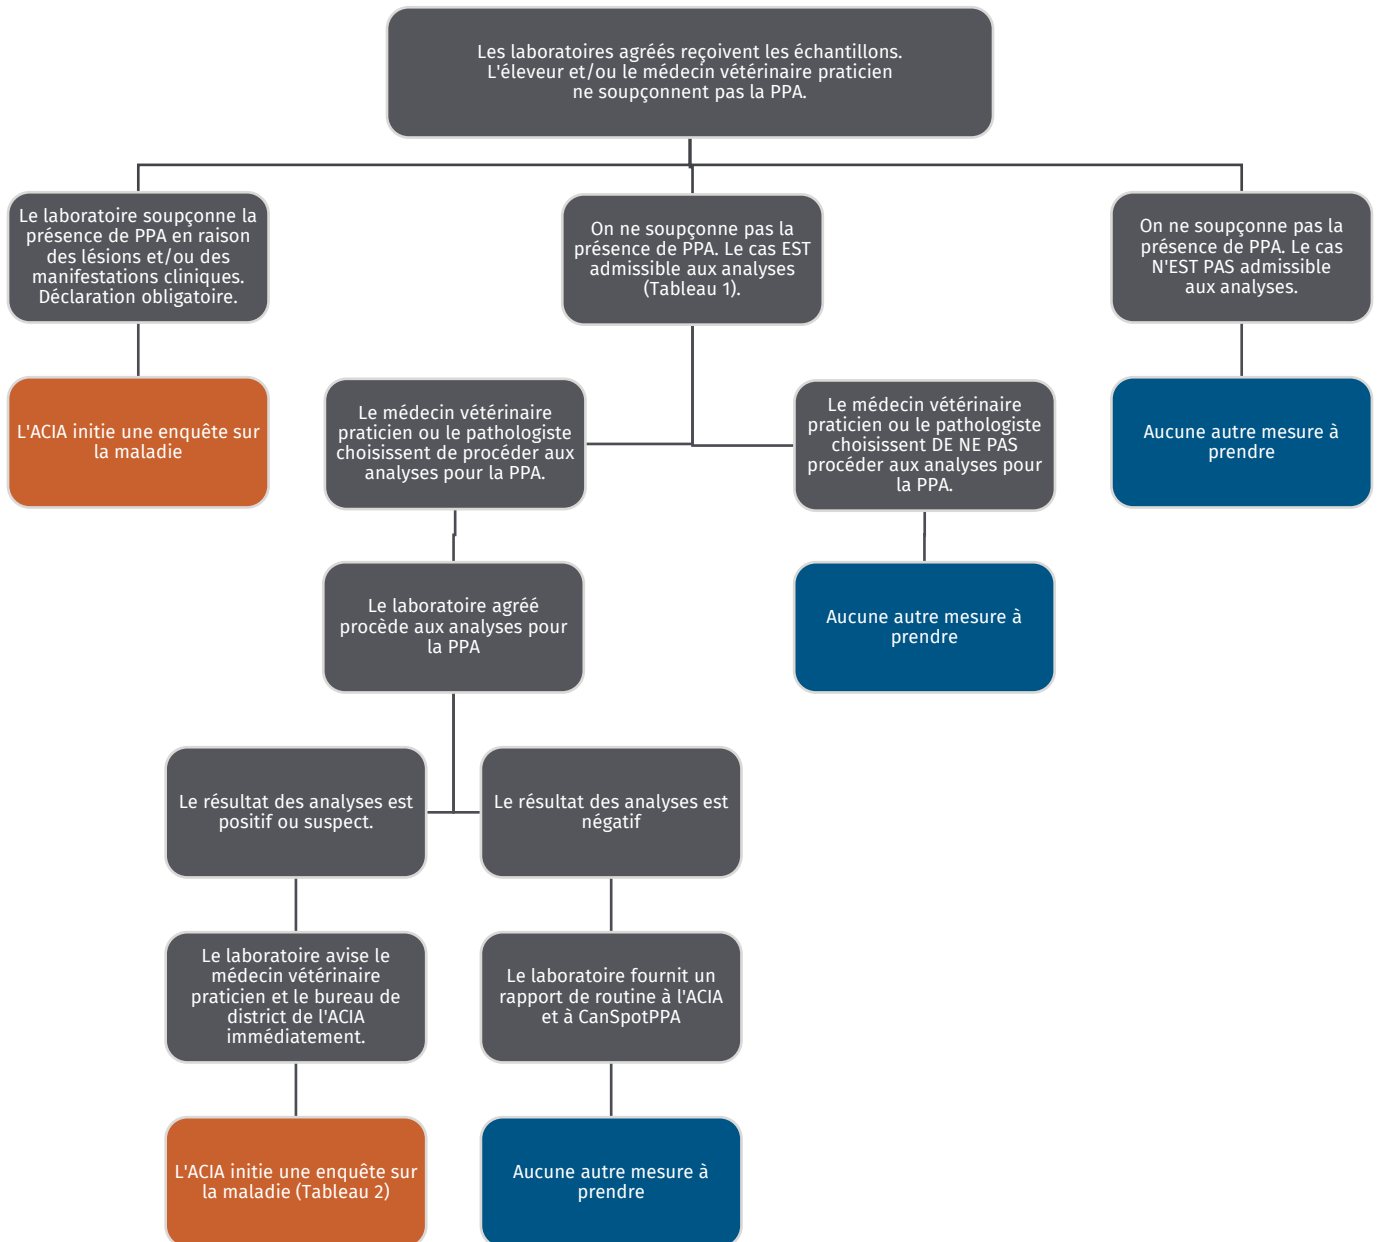 Les laboratoires agréés reçoivent les échantillons.
L'éleveur et/ou le médecin vétérinaire praticien
ne soupçonnent pas la PPA.
Le laboratoire soupçonne la
présence de PPA en raison
des lésions et/ou des
manifestations cliniques.
Déclaration obligatoire.
On ne soupçonne pas la
présence de PPA. Le cas EST
admissible aux analyses
(Tableau 1).
On ne soupçonne pas la
présence de PPA. Le cas
N'EST PAS admissible
aux analyses.
L'ACIA initie une enquête sur
la maladie
Le médecin vétérinaire
praticien ou le pathologiste
choisissent de procéder aux
analyses pour la PPA.
Le médecin vétérinaire
praticien ou le pathologiste
choisissent DE NE PAS
procéder aux analyses pour
la PPA.
Aucune autre mesure à
prendre
Le laboratoire agréé
procède aux analyses pour
la PPA
Aucune autre mesure à
prendre
Le résultat des analyses est
positif ou suspect.
Le résultat des analyses est
négatif
Le laboratoire avise le
médecin vétérinaire
praticien et le bureau de
district de l'ACIA
immédiatement.
Le laboratoire fournit un
rapport de routine à l'ACIA
et à CanSpotPPA
L'ACIA initie une enquête sur
la maladie (Tableau 2)
Aucune autre mesure à
prendre